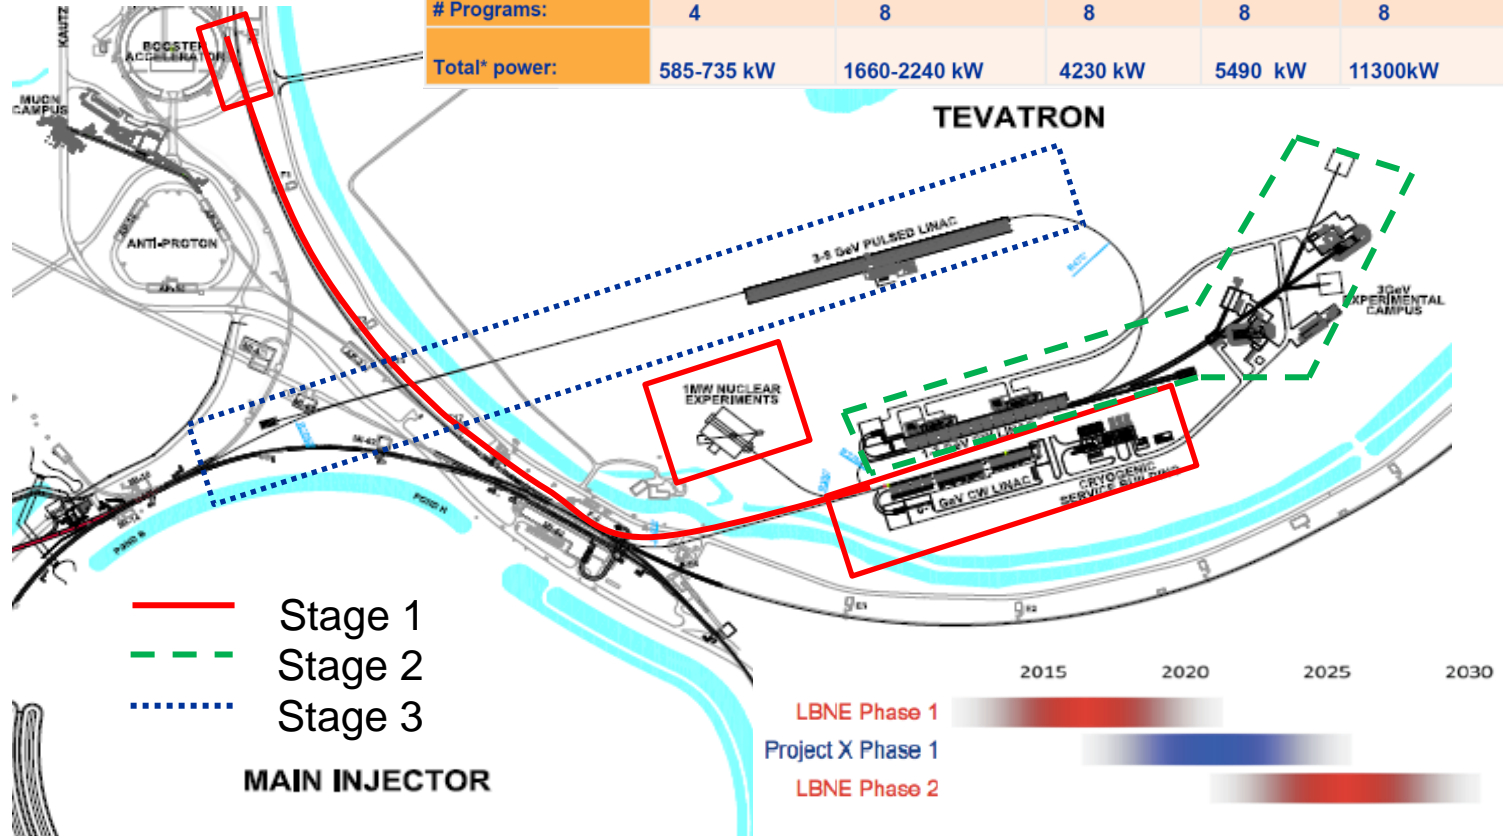 # Programs: 4 8 8 8 8
Total* power: 585-735 kW 1660-2240 kW 4230 kW 5490 kW 11300kW
KAUTZ
BOOSTER
ACCELERATOR
MUON
CAMPUS
TEVATRON
ANTI-PROTON
3-8 GeV PULSED LINAC
3GeV
EXPERIMENTAL
CAMPUS
1MW NUCLEAR
EXPERIMENTS
GeV CW LINAC
CRYOGENIC
SERVICE BUILDING
POND N
Stage 1
Stage 2
Stage 3
MAIN INJECTOR
2015 2020 2025 2030
LBNE Phase 1
Project X Phase 1
LBNE Phase 2